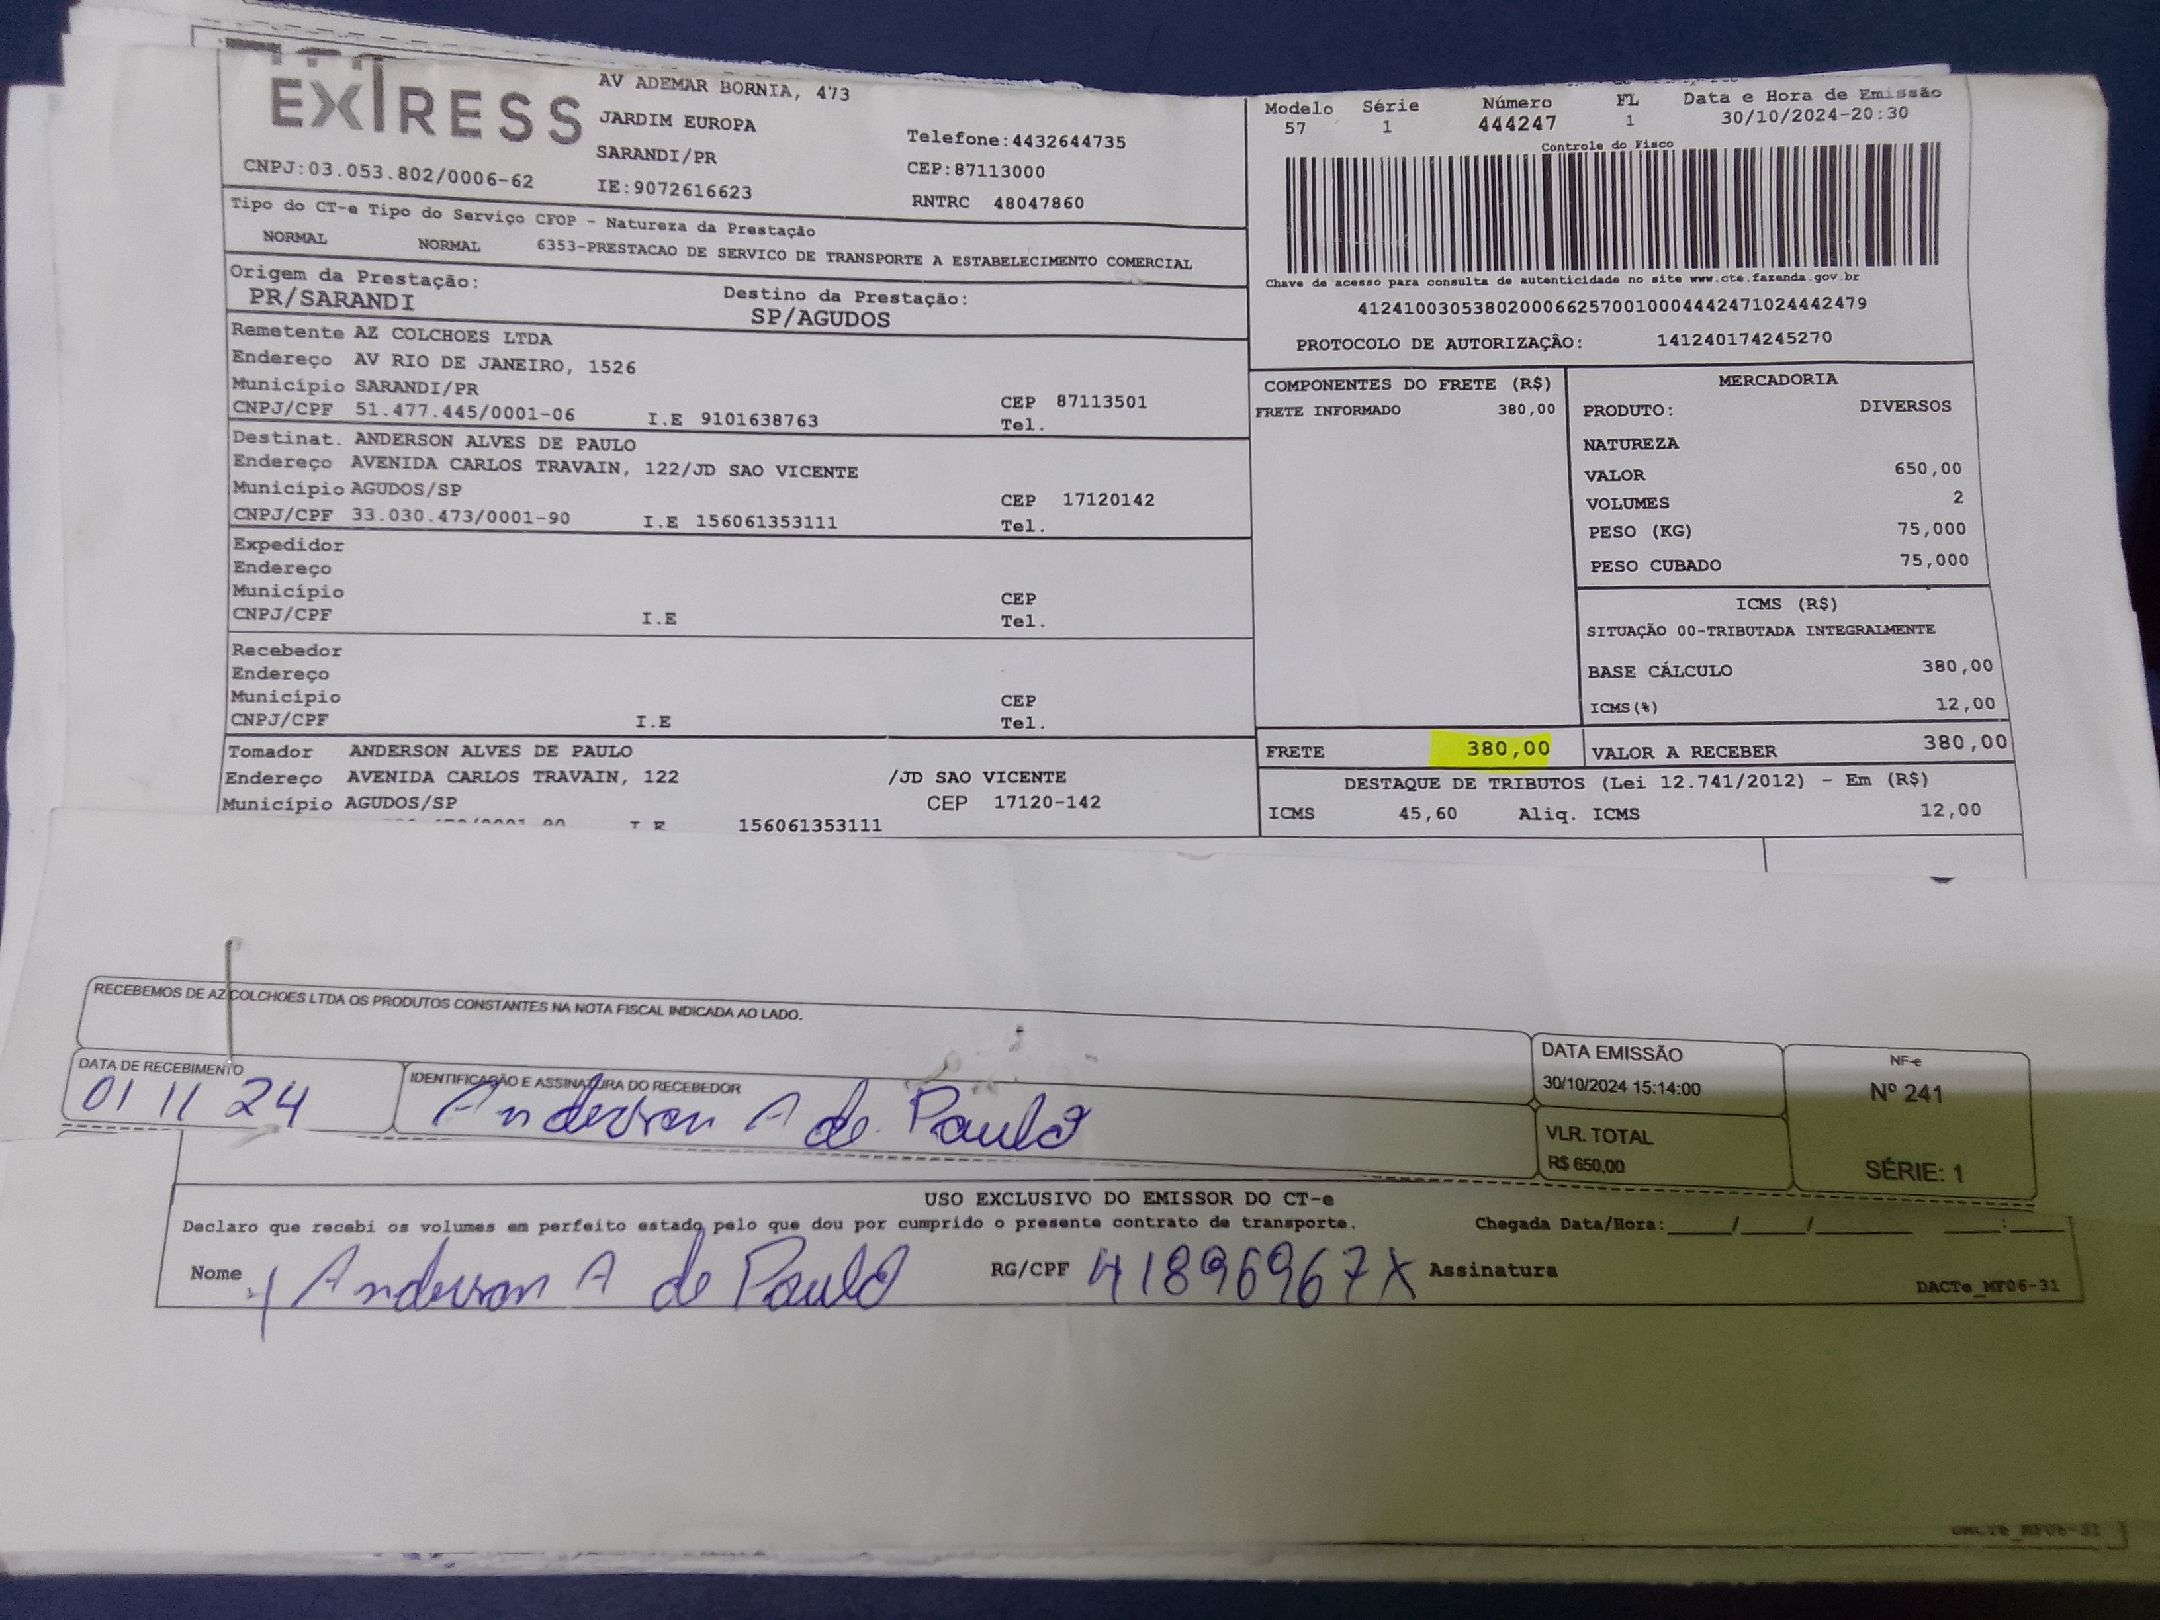 EXTRESS
AV ADEMAR BORNIA, 473
JARDIM EUROPA
SARANDI/PR
Telefone:4432644735
CNPJ:03.053.802/0006-62
IE:9072616623
CEP:87113000
RNTRC 48047860
Tipo do CT-e Tipo do Serviço CFOP - Natureza da Prestação
NORMAL NORMAL 6353-PRESTACAO DE SERVICO DE TRANSPORTE A ESTABELECIMENTO COMERCIAL
Origem da Prestação:
PR/SARANDI
Destino da Prestação:
SP/AGUDOS
Remetente AZ COLCHOES LTDA
Endereço AV RIO DE JANEIRO, 1526
Município SARANDI/PR
CEP 87113501
CNPJ/CPF 51.477.445/0001-06 I.E 9101638763 Tel.
Destinat. ANDERSON ALVES DE PAULO
Endereço AVENIDA CARLOS TRAVAIN, 122/JD SAO VICENTE
Município AGUDOS/SP CEP 17120142
CNPJ/CPF 33.030.473/0001-90 I.E 156061353111 Tel.
Expedidor
Endereço
Município CEP
CNPJ/CPF I.E Tel.
Recebedor
Endereço
Município CEP
CNPJ/CPF I.E Tel.
Tomador ANDERSON ALVES DE PAULO
Endereço AVENIDA CARLOS TRAVAIN, 122 /JD SAO VICENTE
Município AGUDOS/SP CEP 17120-142
I.E 156061353111
Modelo Série Número FL Data e Hora de Emissão
57 1 444247 1 30/10/2024-20:30
Controle do Fisco
Chave de acesso para consulta de autenticidade no site www.cte.fazenda.gov.br
41241003053802000662570010004442471024442479
PROTOCOLO DE AUTORIZAÇÃO: 141240174245270
COMPONENTES DO FRETE (R$)
FRETE INFORMADO 380,00
MERCADORIA
PRODUTO: DIVERSOS
NATUREZA
VALOR 650,00
VOLUMES 2
PESO (KG) 75,000
PESO CUBADO 75,000
ICMS (R$)
SITUAÇÃO 00-TRIBUTADA INTEGRALMENTE
BASE CÁLCULO 380,00
ICMS(%) 12,00
FRETE 380,00 VALOR A RECEBER 380,00
DESTAQUE DE TRIBUTOS (Lei 12.741/2012) - Em (R$)
ICMS 45,60 Aliq. ICMS 12,00
RECEBEMOS DE AZ COLCHOES LTDA OS PRODUTOS CONSTANTES NA NOTA FISCAL INDICADA AO LADO.
DATA DE RECEBIMENTO
01 11 24
IDENTIFICAÇÃO E ASSINATURA DO RECEBEDOR
Anderson A de Paulo
DATA EMISSÃO
30/10/2024 15:14:00
VLR. TOTAL
R$ 650,00
NF-e
Nº 241
SÉRIE: 1
USO EXCLUSIVO DO EMISSOR DO CT-e
Declaro que recebi os volumes em perfeito estado pelo que dou por cumprido o presente contrato de transporte. Chegada Data/Hora:_____/_____/_____ ____:____
Nome Anderson A de Paulo RG/CPF 41896967X Assinatura
DACTe_MF06-31
DACTe_MF06-31